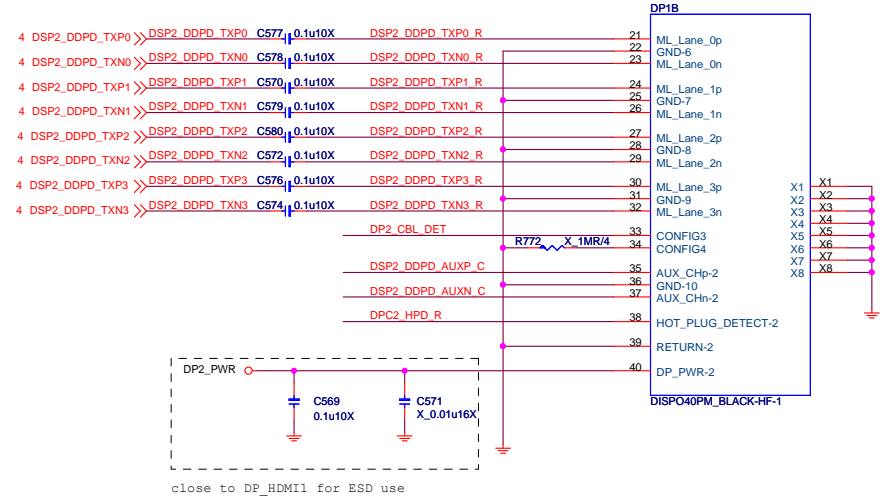 DP1B
4 DSP2_DDPD_TXP0 DSP2_DDPD_TXP0 C577 0.1u10X DSP2_DDPD_TXP0_R 21 ML_Lane_0p
22 GND-6
4 DSP2_DDPD_TXN0 DSP2_DDPD_TXN0 C578 0.1u10X DSP2_DDPD_TXN0_R 23 ML_Lane_0n
4 DSP2_DDPD_TXP1 DSP2_DDPD_TXP1 C570 0.1u10X DSP2_DDPD_TXP1_R 24 ML_Lane_1p
25 GND-7
4 DSP2_DDPD_TXN1 DSP2_DDPD_TXN1 C579 0.1u10X DSP2_DDPD_TXN1_R 26 ML_Lane_1n
4 DSP2_DDPD_TXP2 DSP2_DDPD_TXP2 C580 0.1u10X DSP2_DDPD_TXP2_R 27 ML_Lane_2p
28 GND-8
4 DSP2_DDPD_TXN2 DSP2_DDPD_TXN2 C572 0.1u10X DSP2_DDPD_TXN2_R 29 ML_Lane_2n
4 DSP2_DDPD_TXP3 DSP2_DDPD_TXP3 C576 0.1u10X DSP2_DDPD_TXP3_R 30 ML_Lane_3p X1 X1
31 GND-9 X2 X2
4 DSP2_DDPD_TXN3 DSP2_DDPD_TXN3 C574 0.1u10X DSP2_DDPD_TXN3_R 32 ML_Lane_3n X3 X3
X4 X4
DP2_CBL_DET 33 CONFIG3 X5 X5
R772 X_1MR/4 34 CONFIG4 X6 X6
X7 X7
DSP2_DDPD_AUXP_C 35 AUX_CHp-2 X8 X8
36 GND-10
DSP2_DDPD_AUXN_C 37 AUX_CHn-2
DPC2_HPD_R 38 HOT_PLUG_DETECT-2
39 RETURN-2
DP2_PWR 40 DP_PWR-2
C569 C571 DISPO40PM_BLACK-HF-1
0.1u10X X_0.01u16X
close to DP_HDMI1 for ESD use